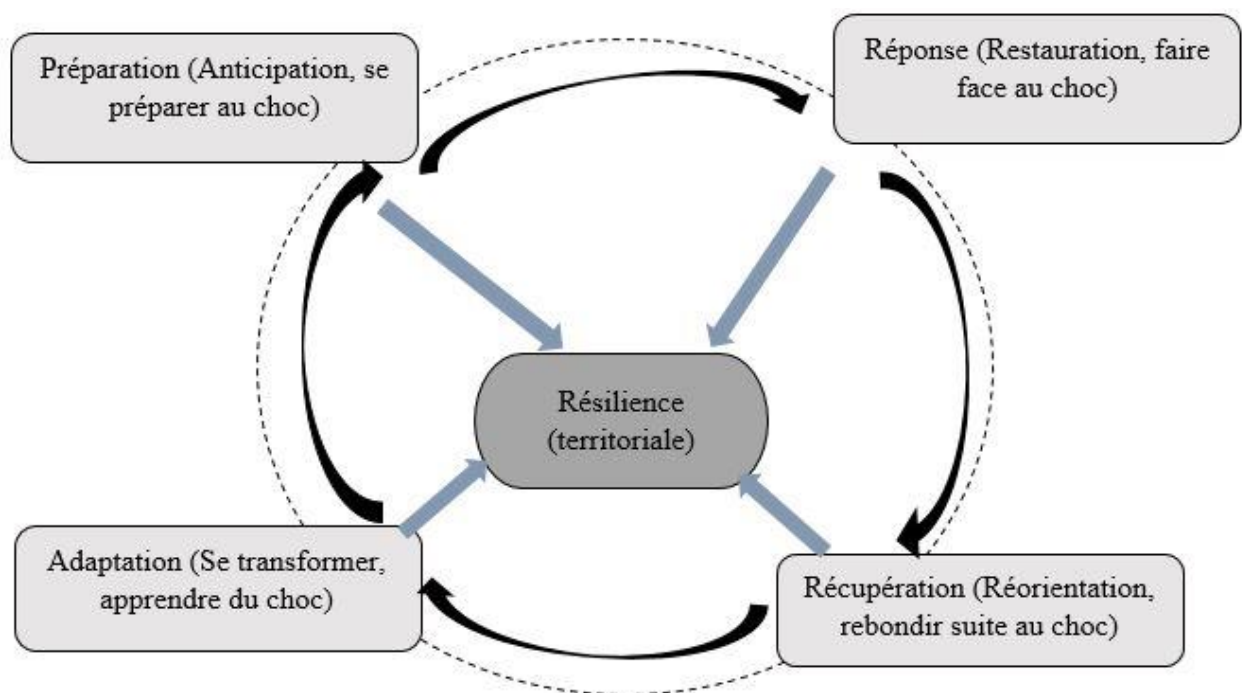 Préparation (Anticipation, se
préparer au choc)
Réponse (Restauration, faire
face au choc)
Résilience
(territoriale)
Adaptation (Se transformer,
apprendre du choc)
Récupération (Réorientation,
rebondir suite au choc)